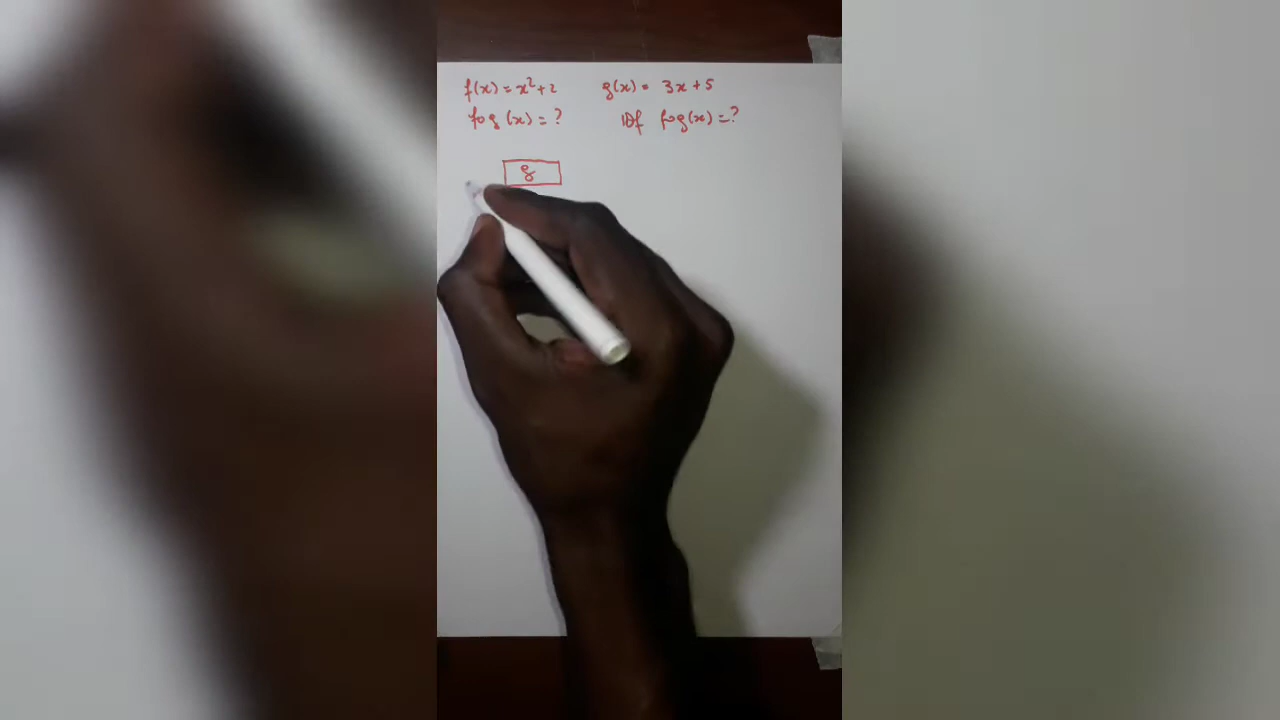 f(x) = x²+2 g(x) = 3x+5
fog (x) = ? Df fog(x) = ?
g